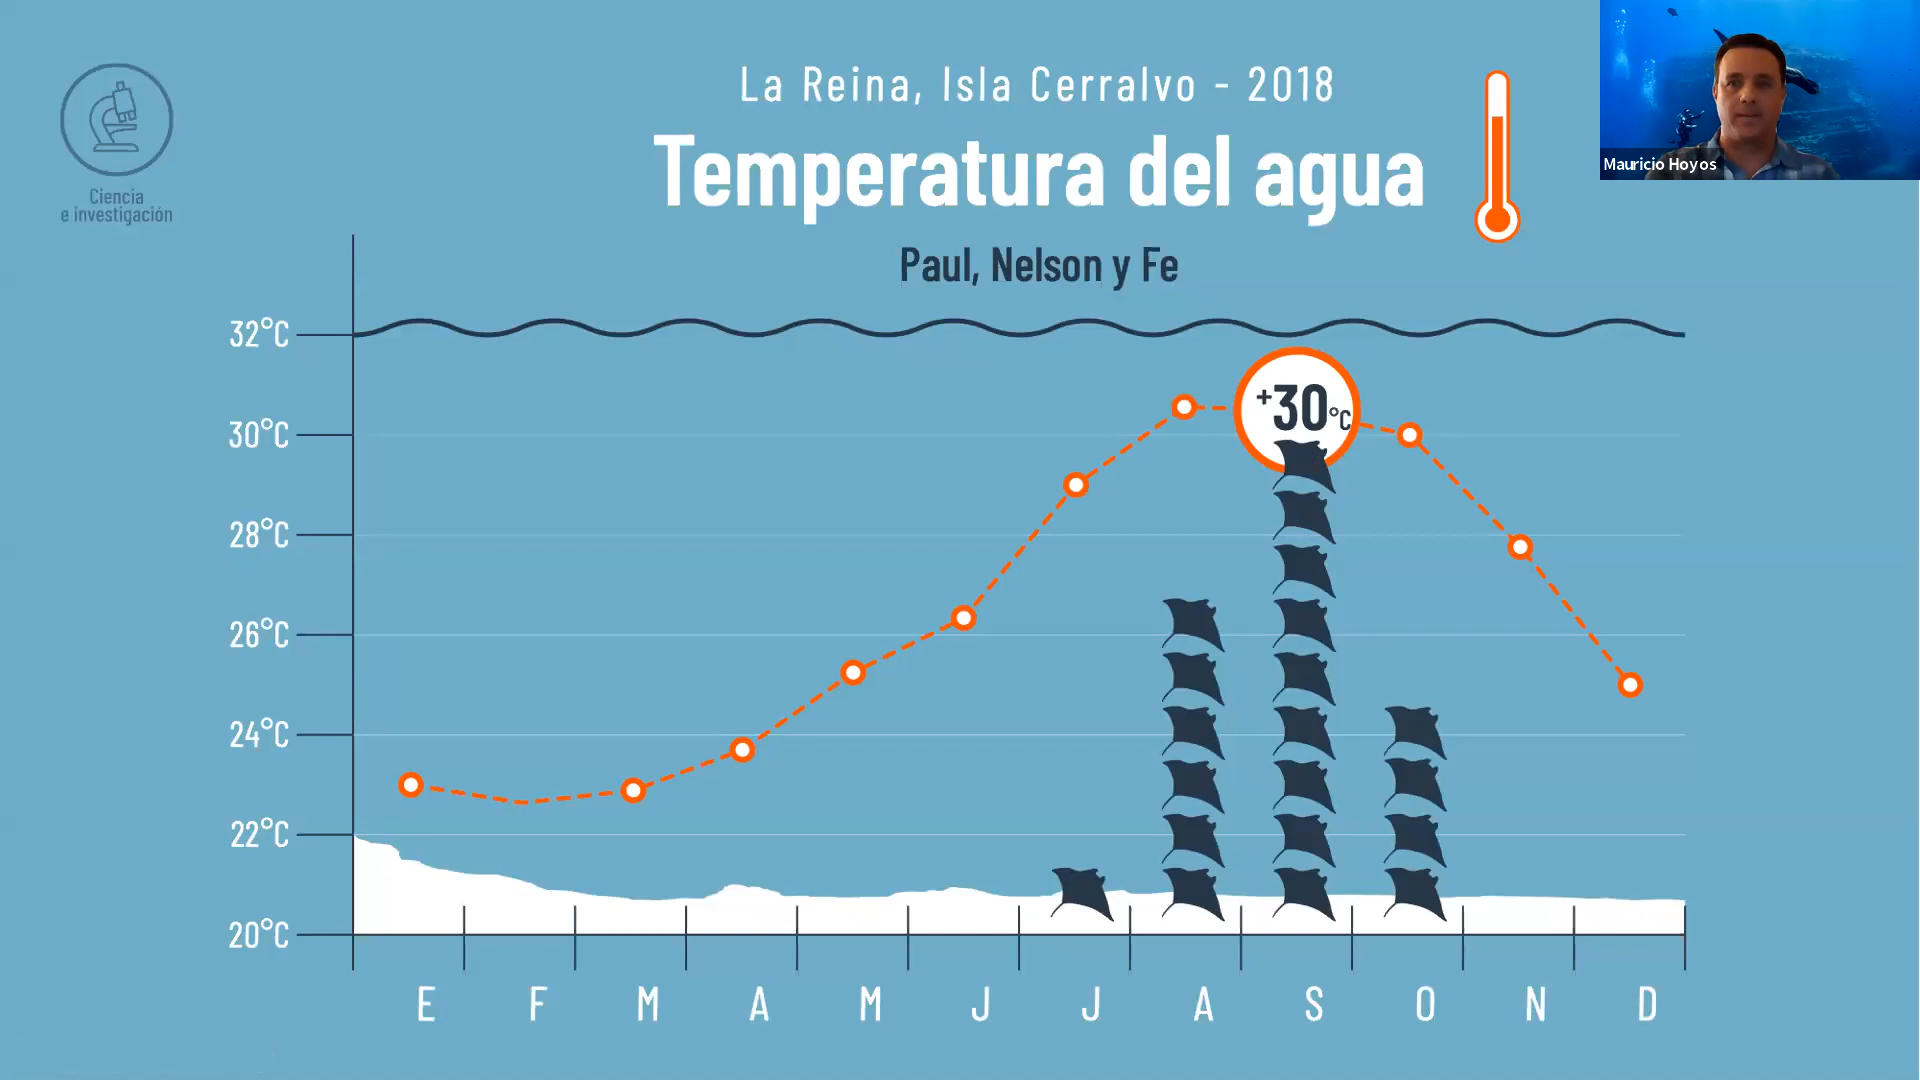 La Reina, Isla Cerralvo - 2018
Temperatura del agua
Paul, Nelson y Fe
Ciencia
e investigación
Mauricio Hoyos
32°C
30°C
28°C
26°C
24°C
22°C
20°C
+30°C
E F M A M J J A S O N D